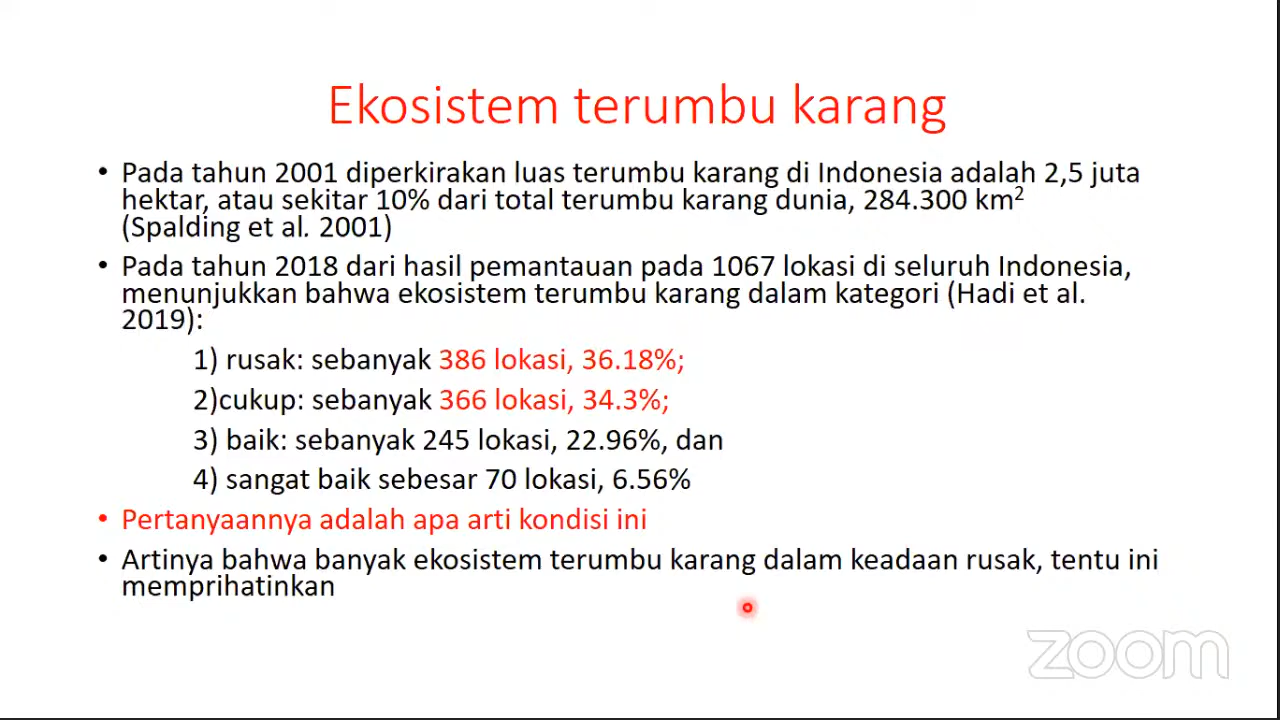 Ekosistem terumbu karang
• Pada tahun 2001 diperkirakan luas terumbu karang di Indonesia adalah 2,5 juta
hektar, atau sekitar 10% dari total terumbu karang dunia, 284.300 km²
(Spalding et al. 2001)
• Pada tahun 2018 dari hasil pemantauan pada 1067 lokasi di seluruh Indonesia,
menunjukkan bahwa ekosistem terumbu karang dalam kategori (Hadi et al.
2019):
1) rusak: sebanyak 386 lokasi, 36.18%;
2)cukup: sebanyak 366 lokasi, 34.3%;
3) baik: sebanyak 245 lokasi, 22.96%, dan
4) sangat baik sebesar 70 lokasi, 6.56%
• Pertanyaannya adalah apa arti kondisi ini
• Artinya bahwa banyak ekosistem terumbu karang dalam keadaan rusak, tentu ini
memprihatinkan
zoom